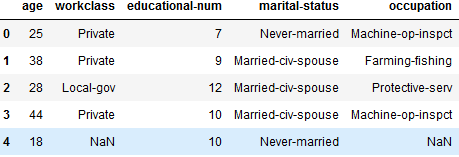 age workclass educational-num marital-status occupation
0 25 Private 7 Never-married Machine-op-inspct
1 38 Private 9 Married-civ-spouse Farming-fishing
2 28 Local-gov 12 Married-civ-spouse Protective-serv
3 44 Private 10 Married-civ-spouse Machine-op-inspct
4 18 NaN 10 Never-married NaN